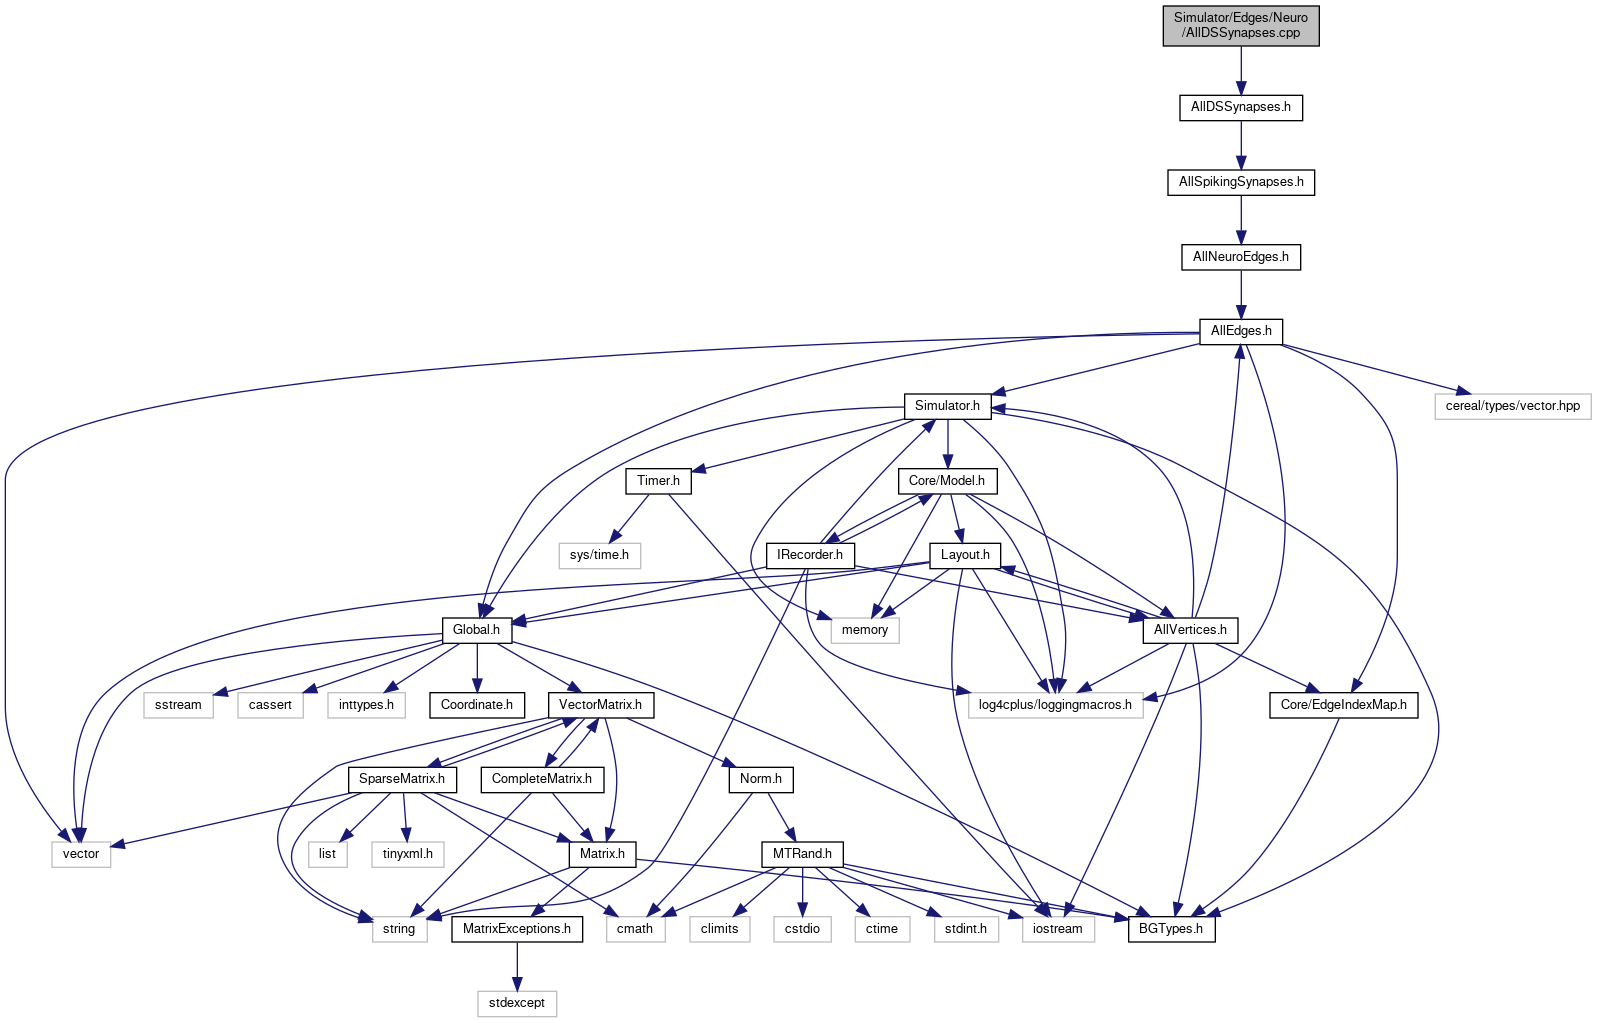 Simulator/Edges/Neuro
/AllDSSynapses.cpp
AllDSSynapses.h
AllSpikingSynapses.h
AllNeuroEdges.h
AllEdges.h
Simulator.h
cereal/types/vector.hpp
Timer.h
Core/Model.h
sys/time.h
IRecorder.h
Layout.h
Global.h
memory
AllVertices.h
sstream
cassert
inttypes.h
Coordinate.h
VectorMatrix.h
log4cplus/loggingmacros.h
Core/EdgeIndexMap.h
SparseMatrix.h
CompleteMatrix.h
Norm.h
vector
list
tinyxml.h
Matrix.h
MTRand.h
string
MatrixExceptions.h
cmath
climits
cstdio
ctime
stdint.h
iostream
BGTypes.h
stdexcept